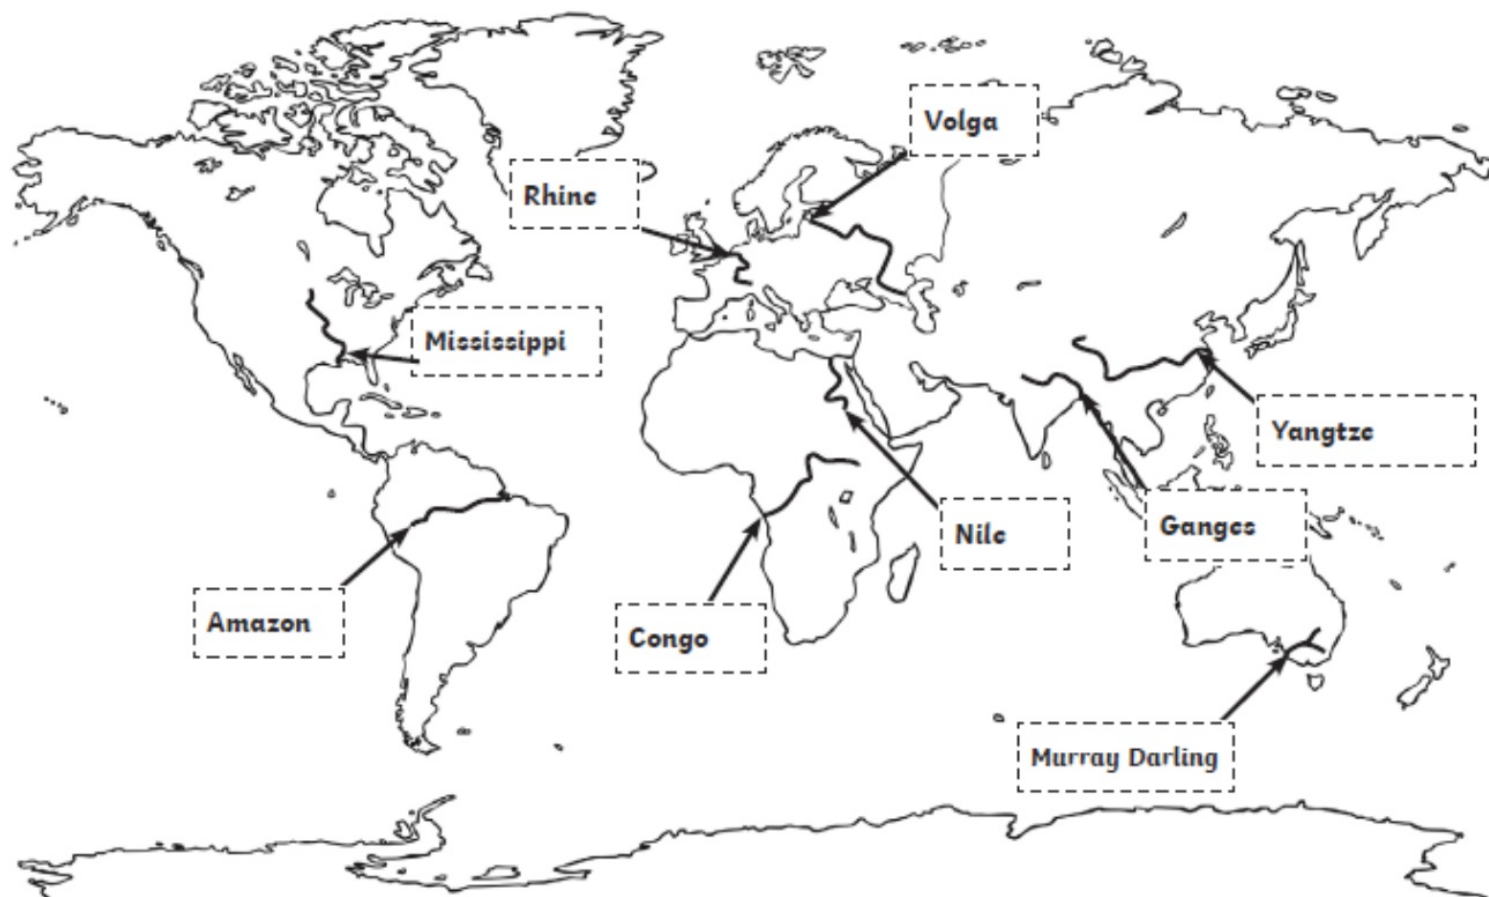 Volga
Rhine
Mississippi
Yangtze
Ganges
Nile
Amazon
Congo
Murray Darling